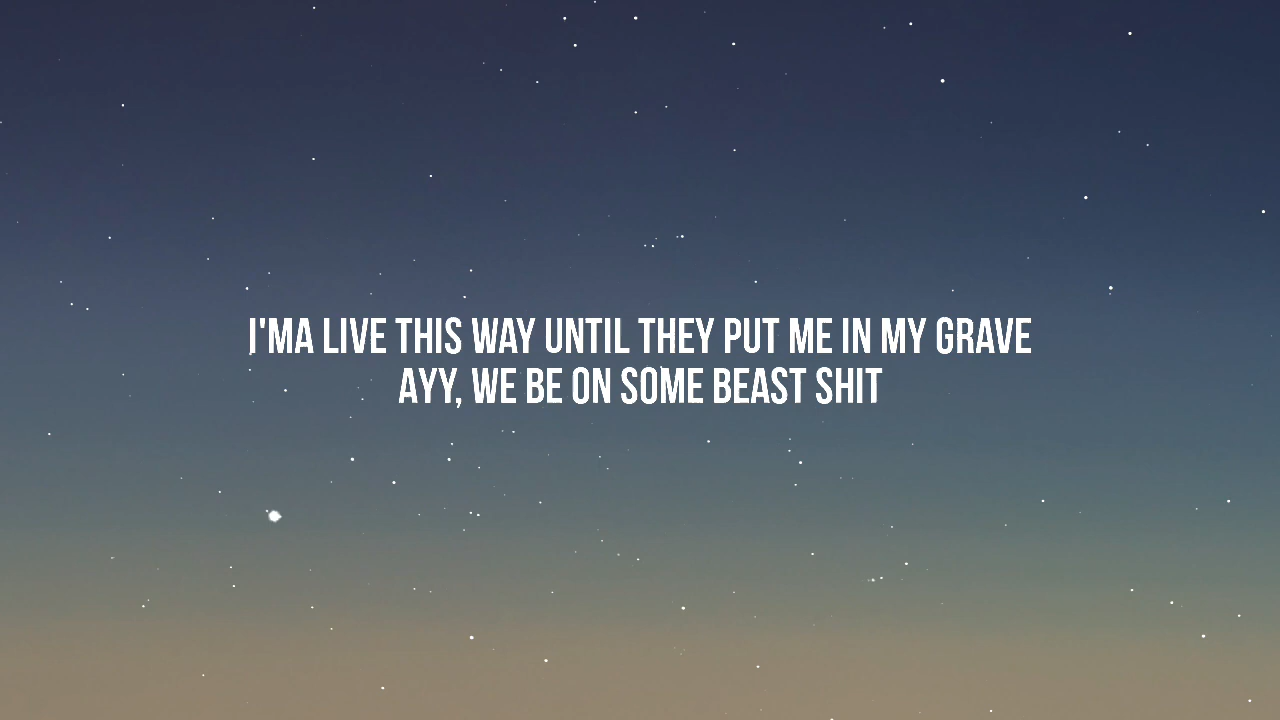 I'MA LIVE THIS WAY UNTIL THEY PUT ME IN MY GRAVE
AYY, WE BE ON SOME BEAST SHIT